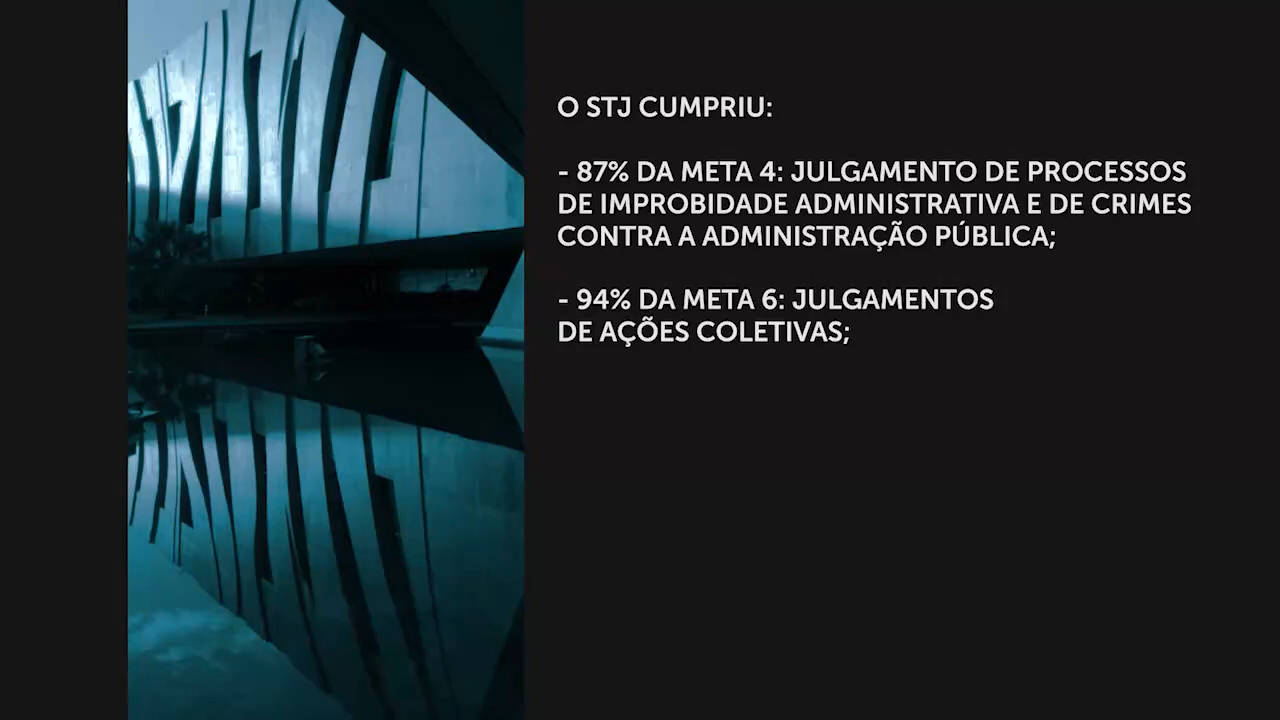 O STJ CUMPRIU:
- 87% DA META 4: JULGAMENTO DE PROCESSOS
DE IMPROBIDADE ADMINISTRATIVA E DE CRIMES
CONTRA A ADMINISTRAÇÃO PÚBLICA;
- 94% DA META 6: JULGAMENTOS
DE AÇÕES COLETIVAS;